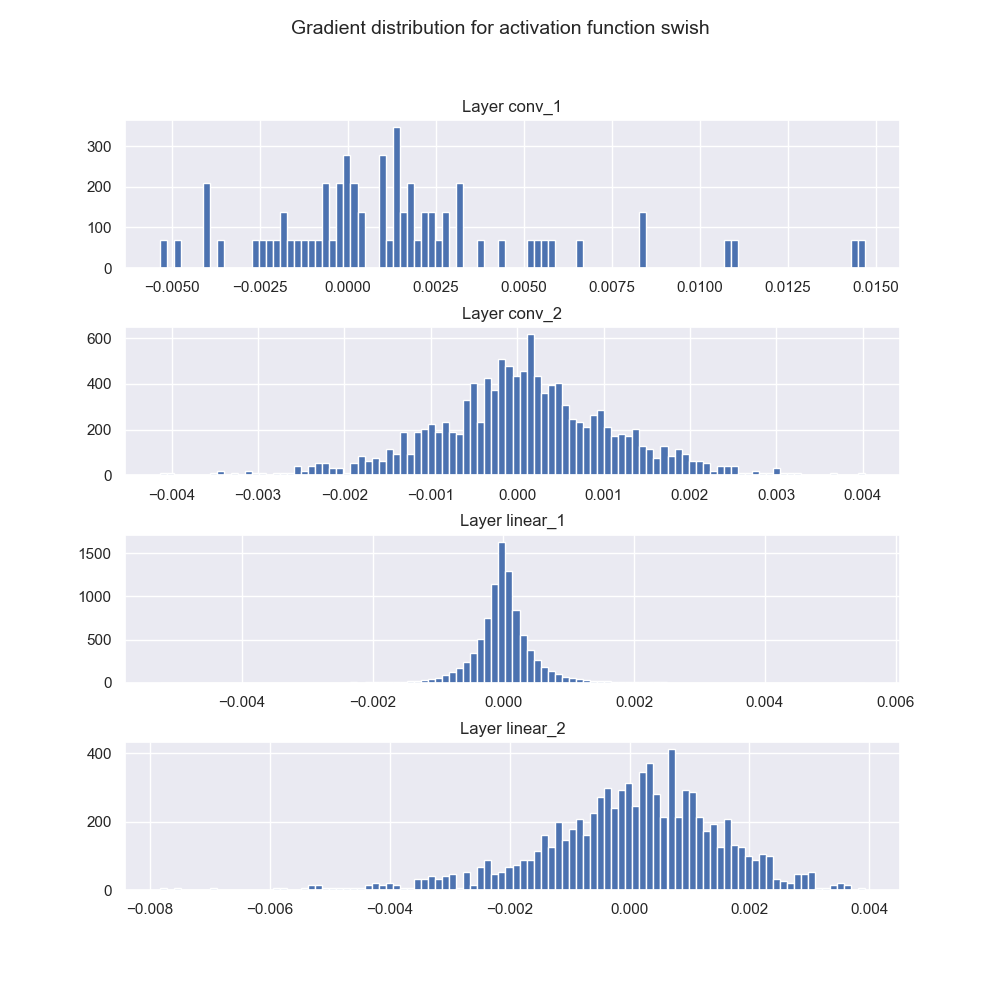 Gradient distribution for activation function swish
Layer conv_1
300
200
100
0
−0.0050 −0.0025 0.0000 0.0025 0.0050 0.0075 0.0100 0.0125 0.0150
Layer conv_2
600
400
200
0
−0.004 −0.003 −0.002 −0.001 0.000 0.001 0.002 0.003 0.004
Layer linear_1
1500
1000
500
0
−0.004 −0.002 0.000 0.002 0.004 0.006
Layer linear_2
400
200
0
−0.008 −0.006 −0.004 −0.002 0.000 0.002 0.004